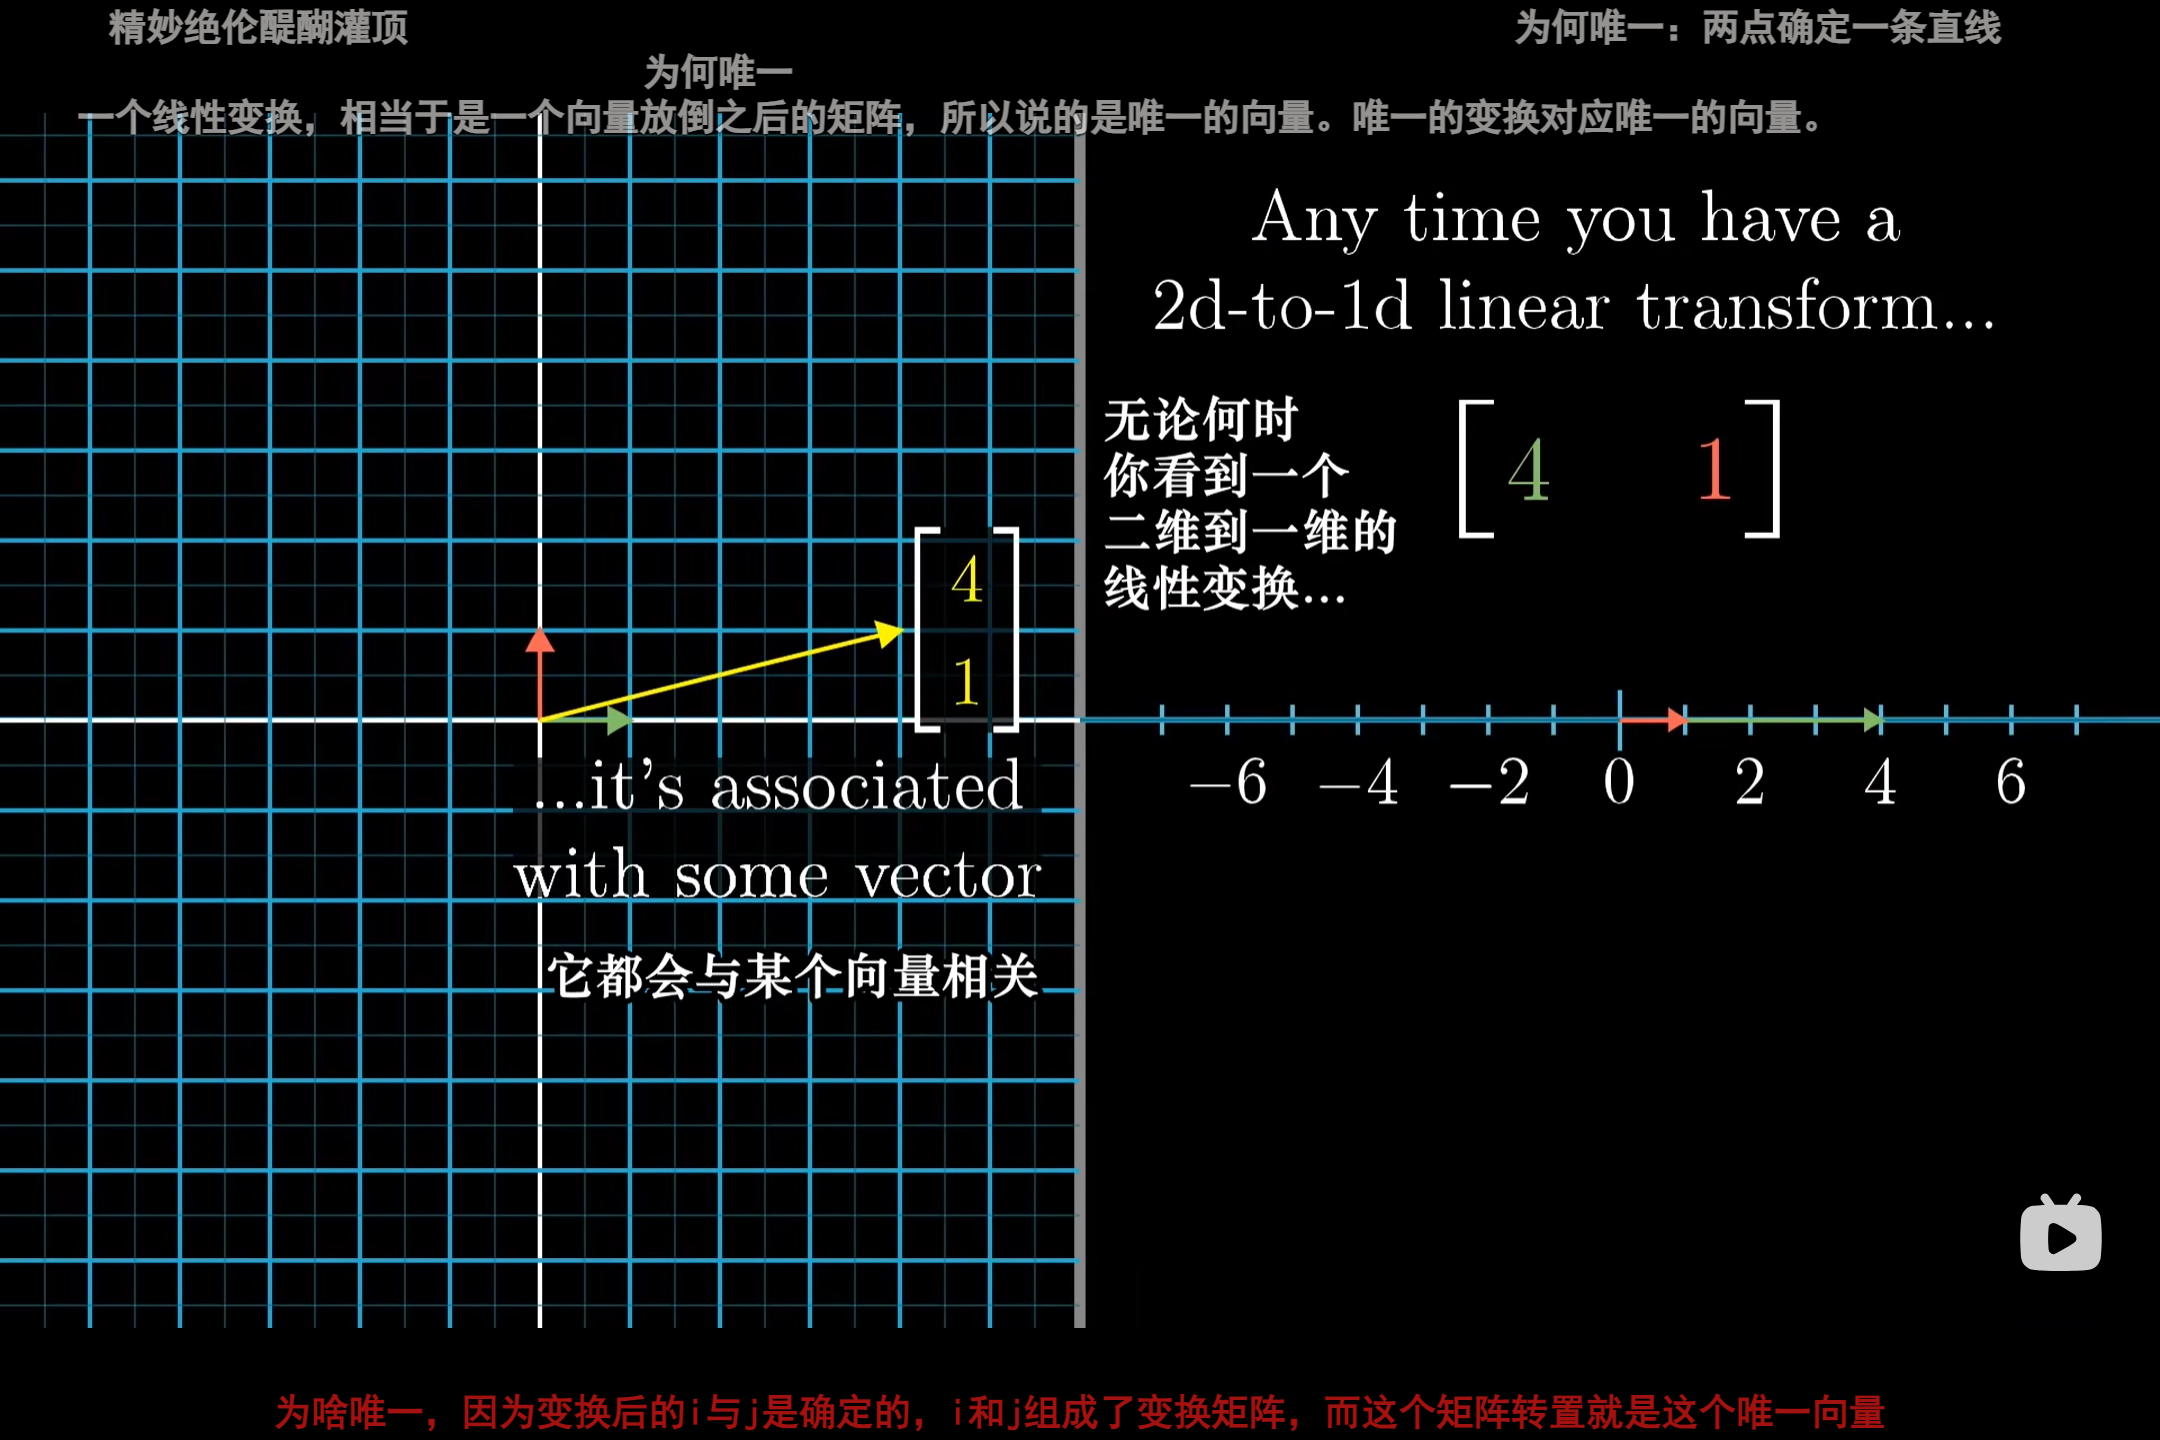 精妙绝伦醍醐灌顶
为何唯一：两点确定一条直线
为何唯一
一个线性变换，相当于是一个向量放倒之后的矩阵，所以说的是唯一的向量。唯一的变换对应唯一的向量。
Any time you have a
2d-to-1d linear transform...
无论何时
你看到一个
二维到一维的
线性变换...
4 1
4
1
...it's associated
with some vector
它都会与某个向量相关
−6 −4 −2 0 2 4 6
为啥唯一，因为变换后的i与j是确定的，i和j组成了变换矩阵，而这个矩阵转置就是这个唯一向量